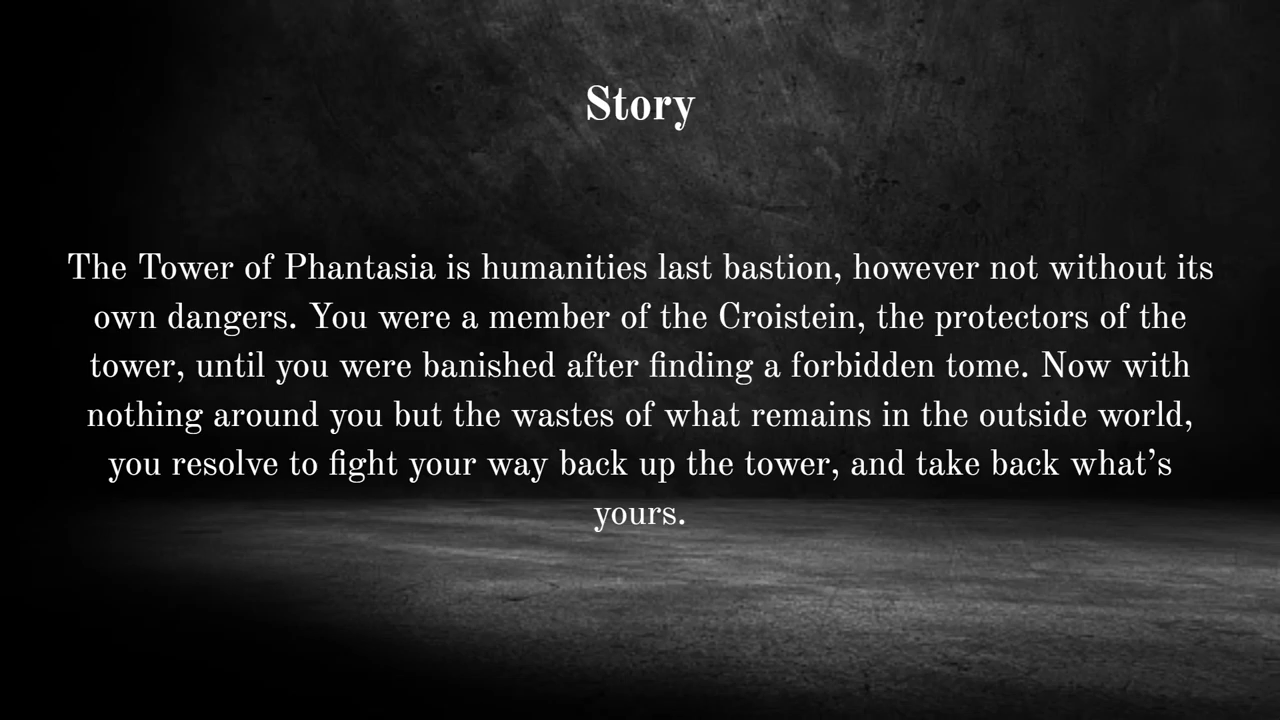 Story
The Tower of Phantasia is humanities last bastion, however not without its
own dangers. You were a member of the Croistein, the protectors of the
tower, until you were banished after finding a forbidden tome. Now with
nothing around you but the wastes of what remains in the outside world,
you resolve to fight your way back up the tower, and take back what’s
yours.